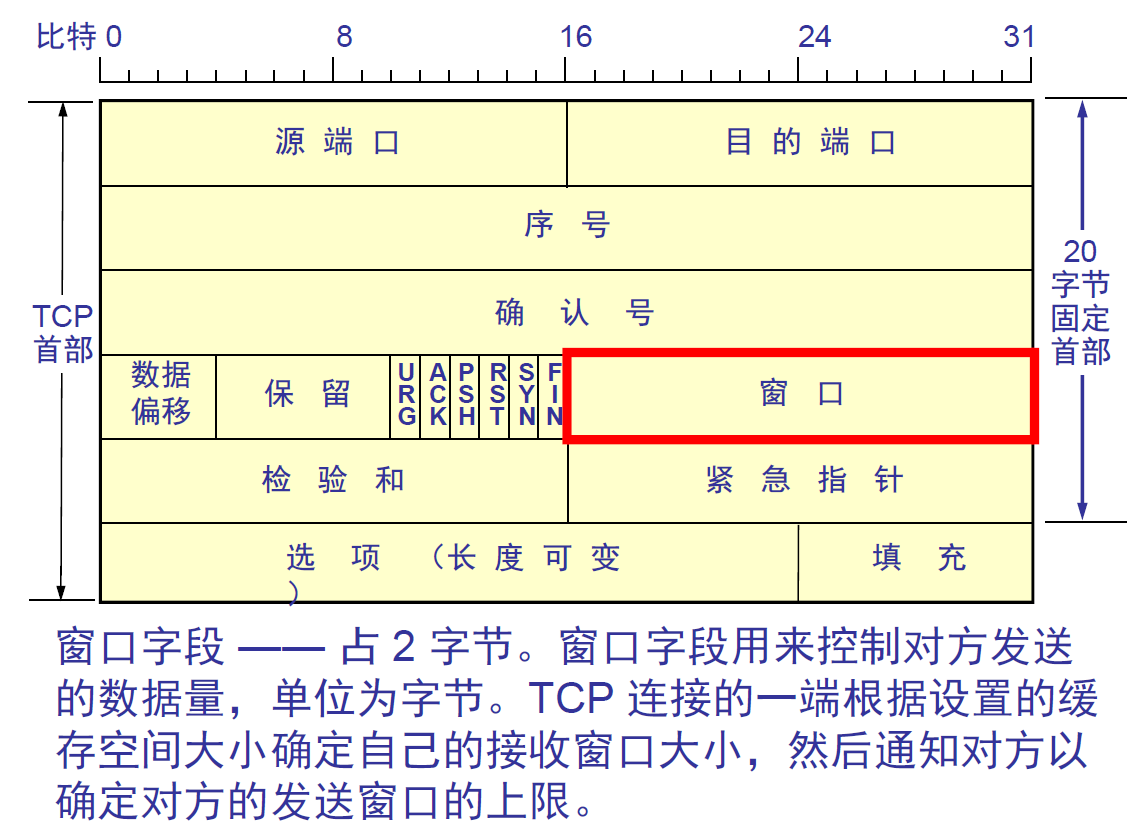 比特 0 8 16 24 31
源 端 口 目 的 端 口
序 号
确 认 号
TCP
首部
20
字节
固定
首部
数据
偏移
保 留
URG
ACK
PSH
RST
SYN
FIN
窗 口
检 验 和 紧 急 指 针
选 项 （长 度 可 变
） 填 充
窗口字段 —— 占 2 字节。窗口字段用来控制对方发送
的数据量，单位为字节。TCP 连接的一端根据设置的缓
存空间大小确定自己的接收窗口大小，然后通知对方以
确定对方的发送窗口的上限。